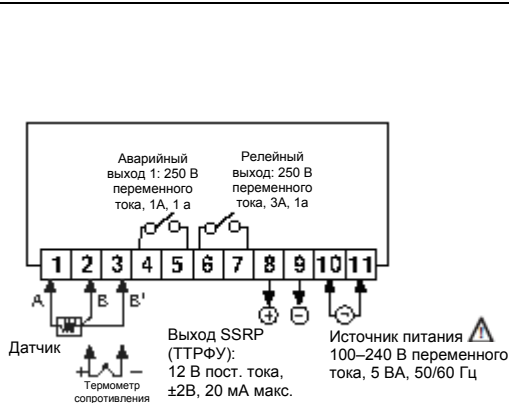 Аварийный
выход 1: 250 В
переменного
тока, 1А, 1 а
Релейный
выход: 250 В
переменного
тока, 3А, 1а
1 2 3 4 5 6 7 8 9 10 11
A B B'
Датчик
+ −
Термометр
сопротивления
Выход SSRP
(ТТРФУ):
12 В пост. тока,
±2В, 20 мА макс.
Источник питания
100–240 В переменного
тока, 5 ВА, 50/60 Гц